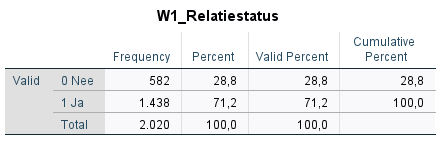 W1_Relatiestatus
Frequency Percent Valid Percent Cumulative Percent
Valid 0 Nee 582 28,8 28,8 28,8
1 Ja 1.438 71,2 71,2 100,0
Total 2.020 100,0 100,0